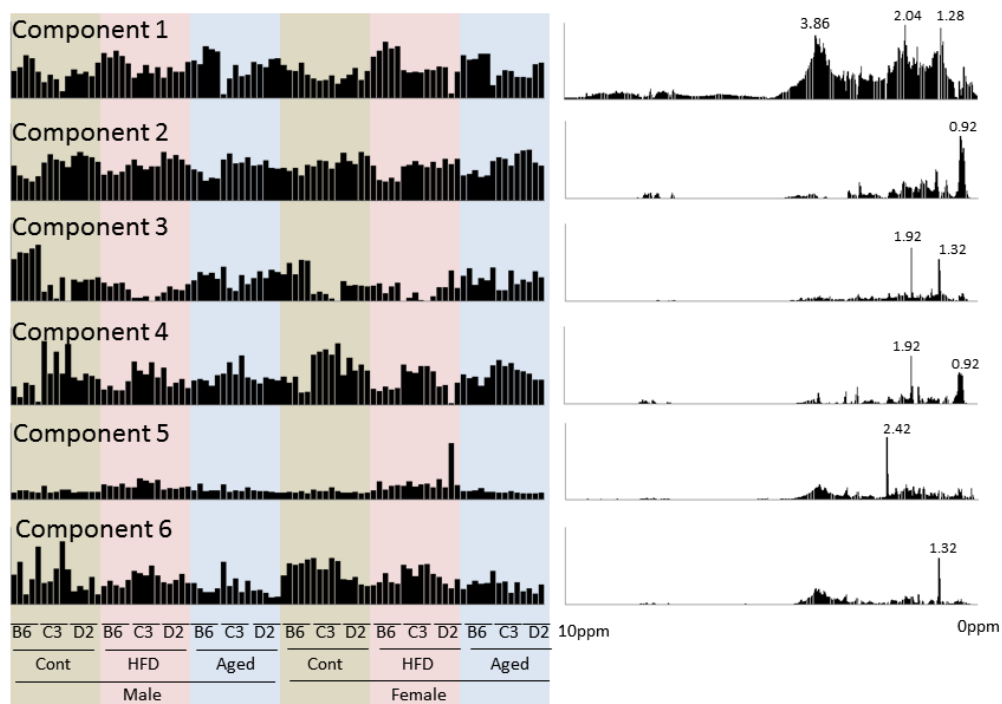 Component 1
3.86
2.04
1.28
Component 2
0.92
Component 3
1.92
1.32
Component 4
1.92
0.92
Component 5
2.42
Component 6
1.32
B6 C3 D2 B6 C3 D2 B6 C3 D2 B6 C3 D2 B6 C3 D2 B6 C3 D2
10ppm
0ppm
Cont HFD Aged Cont HFD Aged
Male Female